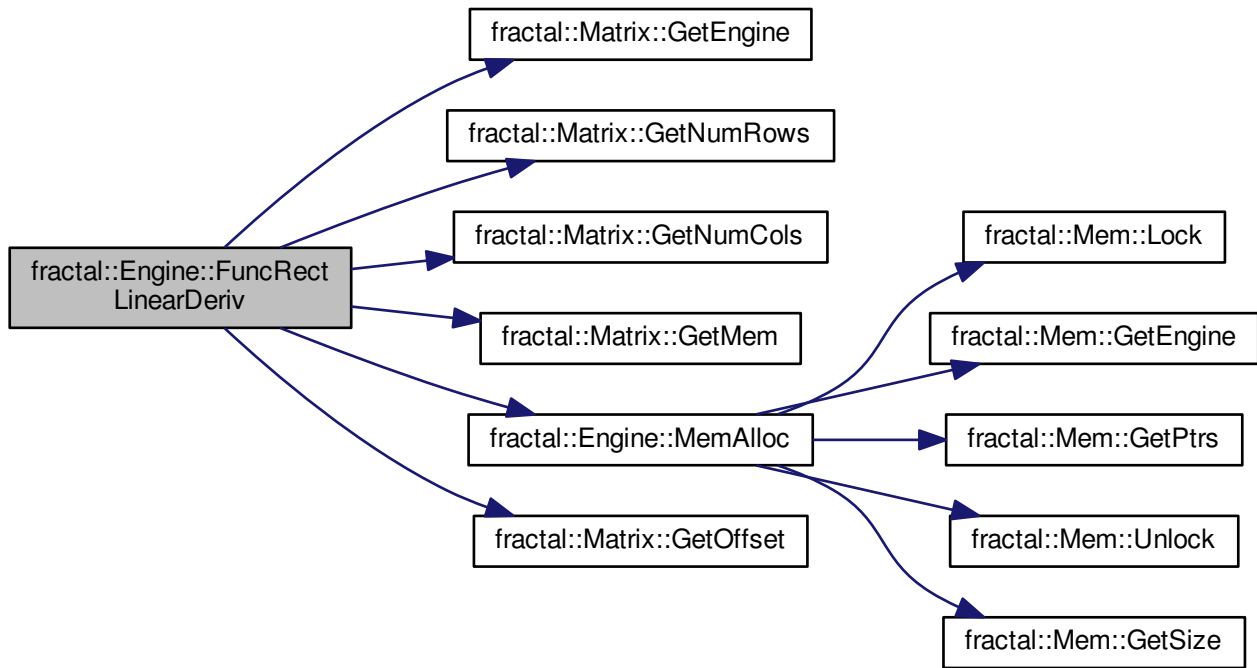 fractal::Engine::FuncRect
LinearDeriv
fractal::Matrix::GetEngine
fractal::Matrix::GetNumRows
fractal::Matrix::GetNumCols
fractal::Matrix::GetMem
fractal::Engine::MemAlloc
fractal::Matrix::GetOffset
fractal::Mem::Lock
fractal::Mem::GetEngine
fractal::Mem::GetPtrs
fractal::Mem::Unlock
fractal::Mem::GetSize